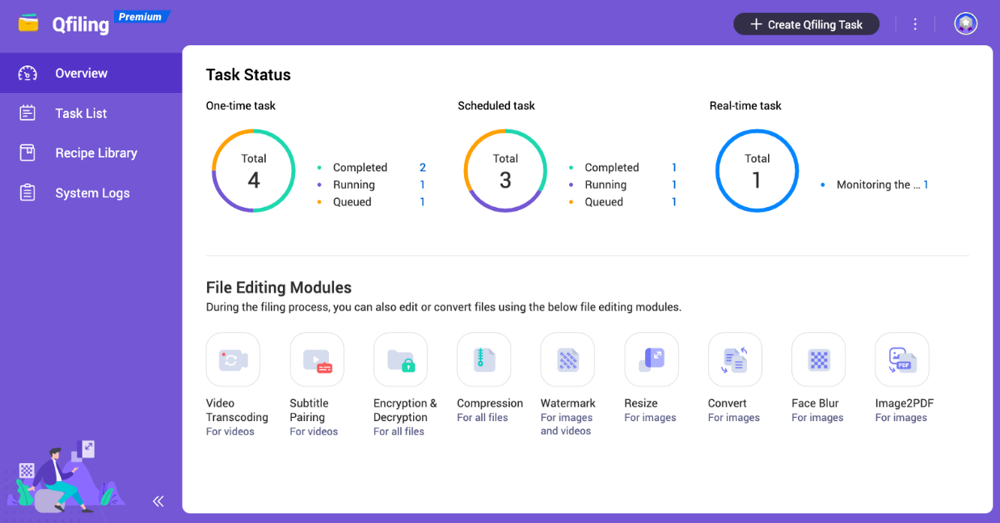 Qfiling Premium
Create Qfiling Task
Overview
Task List
Recipe Library
System Logs
Task Status
One-time task
Total
4
Completed 2
Running 1
Queued 1
Scheduled task
Total
3
Completed 1
Running 1
Queued 1
Real-time task
Total
1
Monitoring the ... 1
File Editing Modules
During the filing process, you can also edit or convert files using the below file editing modules.
Video
Transcoding
For videos
Subtitle
Pairing
For videos
Encryption &
Decryption
For all files
Compression
For all files
Watermark
For images
and videos
Resize
For images
Convert
For images
Face Blur
For images
PDF
Image2PDF
For images